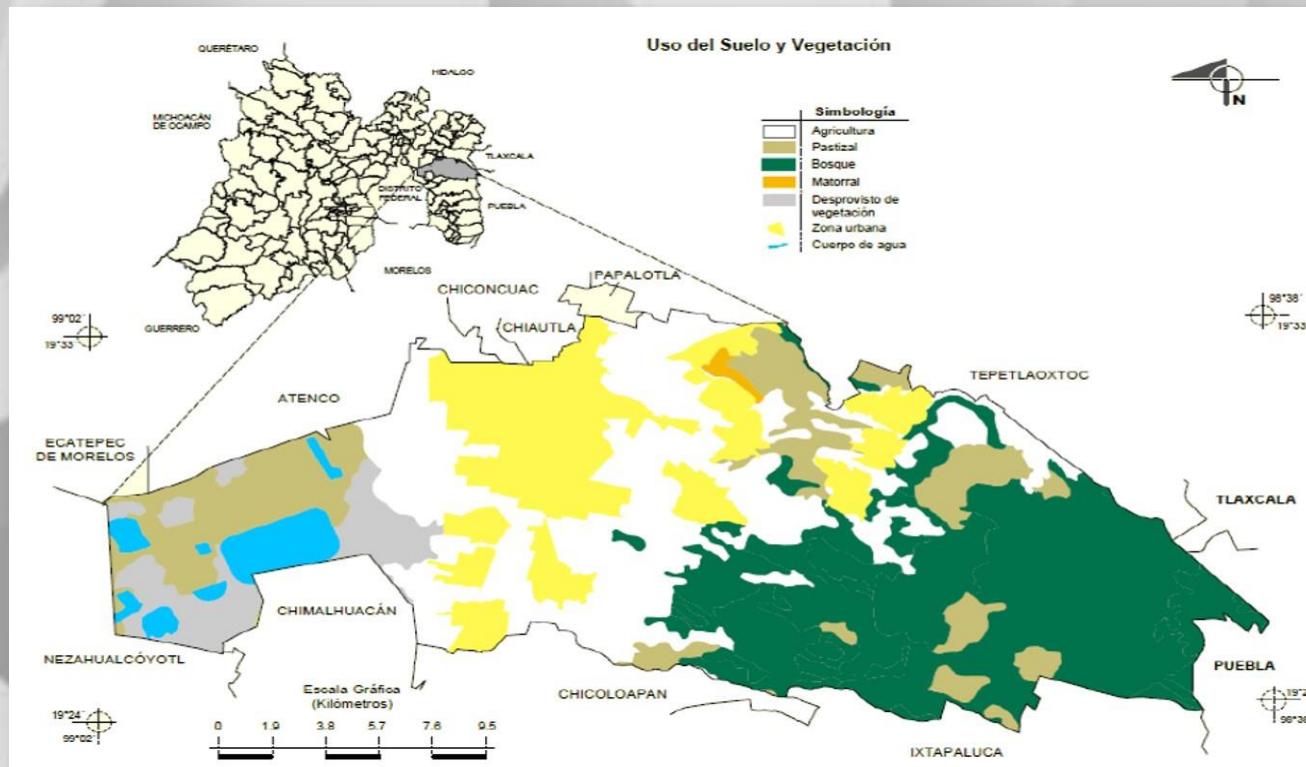 Uso del Suelo y Vegetación
N
QUERÉTARO
HIDALGO
MICHOACÁN
DE OCAMPO
TLAXCALA
DISTRITO
FEDERAL
PUEBLA
MORELOS
GUERRERO
Simbología
Agricultura
Pastizal
Bosque
Matorral
Desprovisto de
vegetación
Zona urbana
Cuerpo de agua
99°02´
19°33
98°38´
19°33
PAPALOTLA
CHICONCUAC
CHIAUTLA
TEPETLAOXTOC
ATENCO
ECATEPEC
DE MORELOS
TLAXCALA
CHIMALHUACÁN
NEZAHUALCÓYOTL
PUEBLA
CHICOLOAPAN
IXTAPALUCA
19°24´
99°02´
Escala Gráfica
(Kilómetros)
0 1.9 3.8 5.7 7.6 9.5